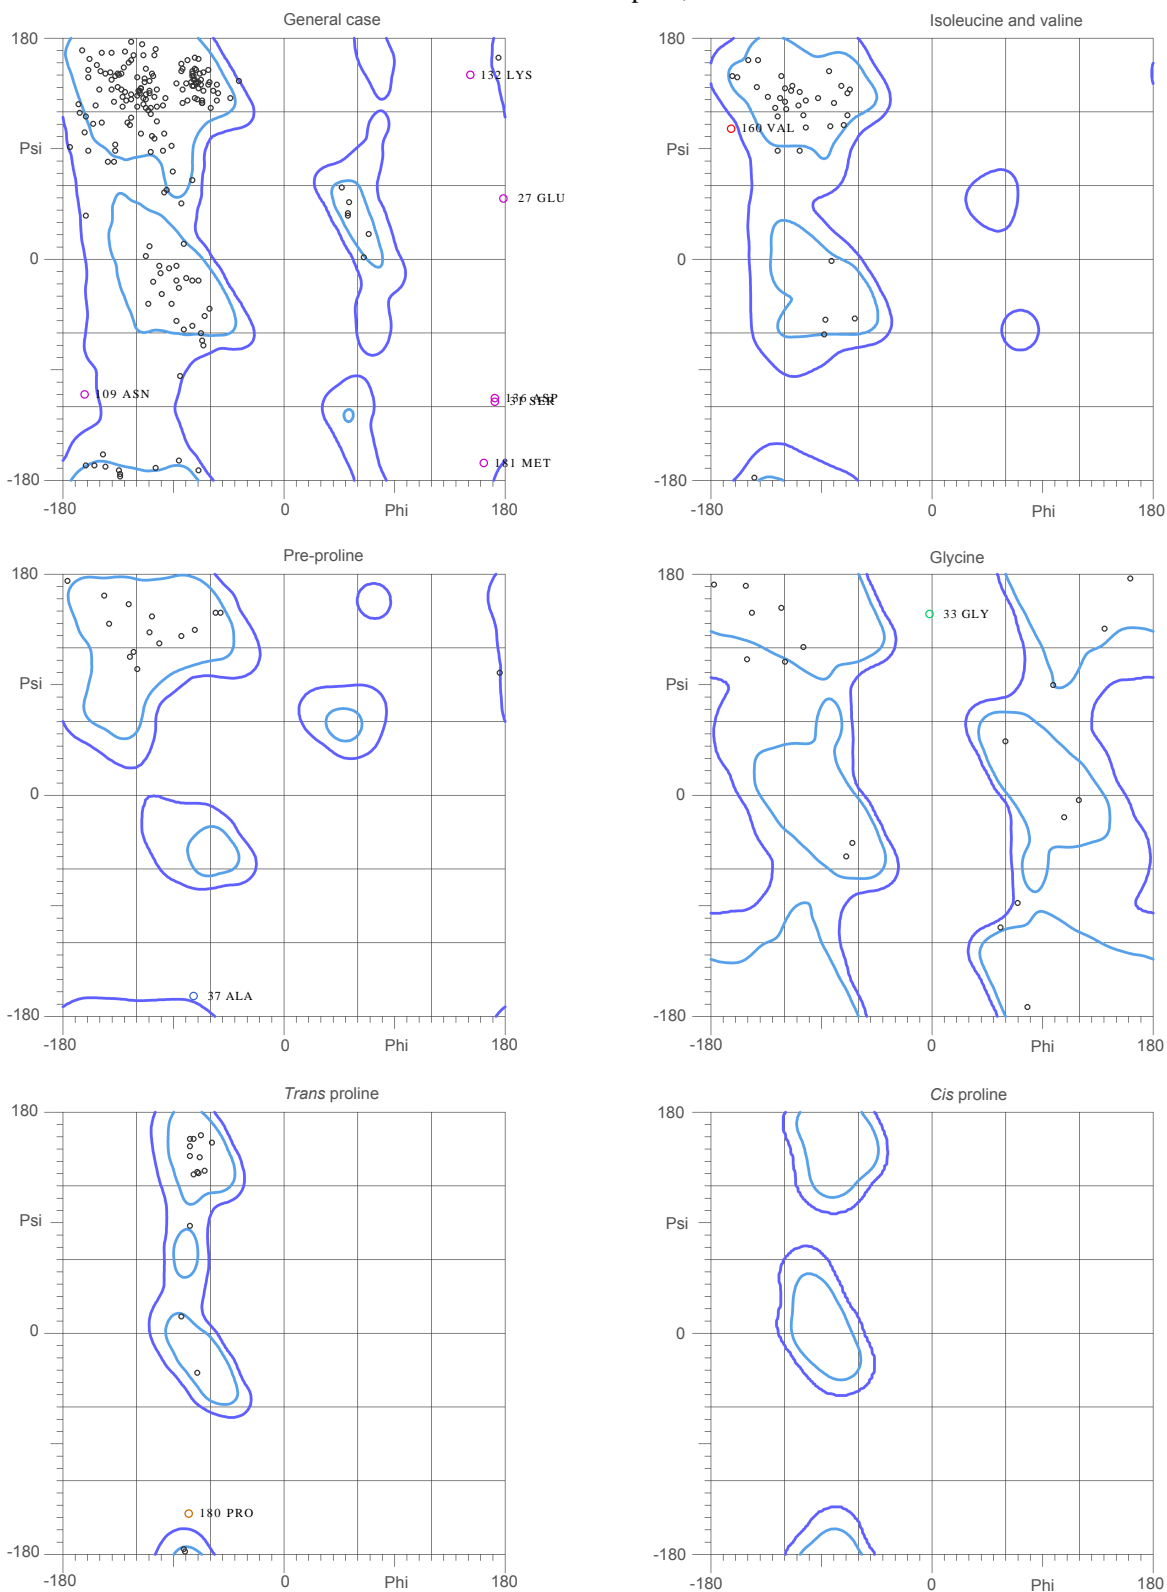 General case
Isoleucine and valine
180
Psi
0
-180
-180
0
Phi
180
132 LYS
27 GLU
109 ASN
136 ASP
31 SER
181 MET
180
Psi
0
-180
-180
0
Phi
180
160 VAL
Pre-proline
Glycine
180
Psi
0
-180
-180
0
Phi
180
37 ALA
180
Psi
0
-180
-180
0
Phi
180
33 GLY
Trans proline
Cis proline
180
Psi
0
-180
-180
0
Phi
180
180 PRO
180
Psi
0
-180
-180
0
Phi
180